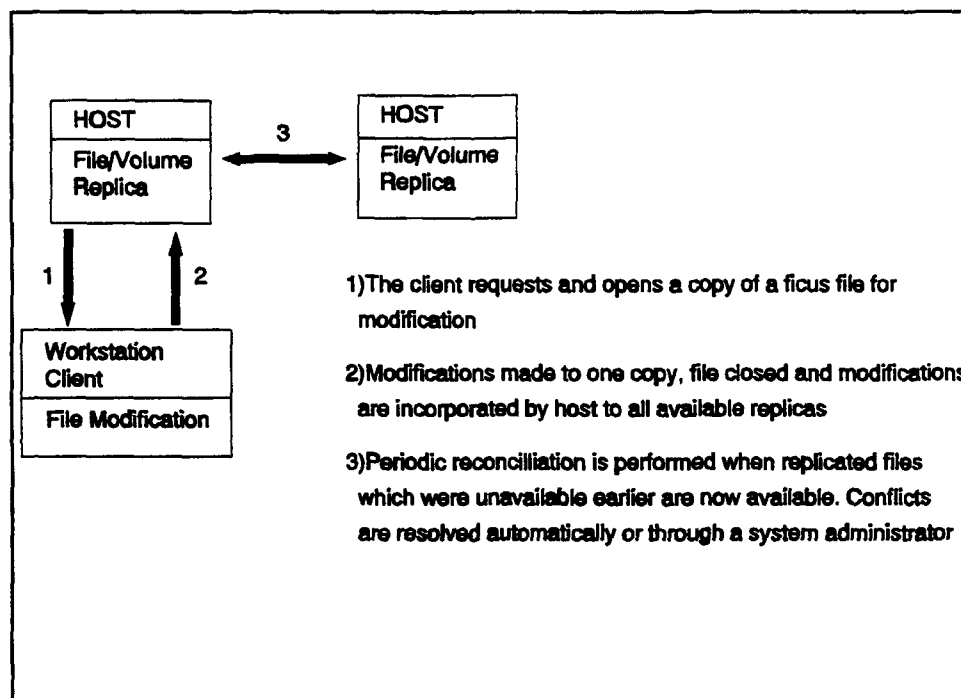 HOST
File/Volume
Replica
3
HOST
File/Volume
Replica
1
2
Workstation
Client
File Modification
1)The client requests and opens a copy of a ficus file for
modification
2)Modifications made to one copy, file closed and modifications
are incorporated by host to all available replicas
3)Periodic reconcilliation is performed when replicated files
which were unavailable earlier are now available. Conflicts
are resolved automatically or through a system administrator